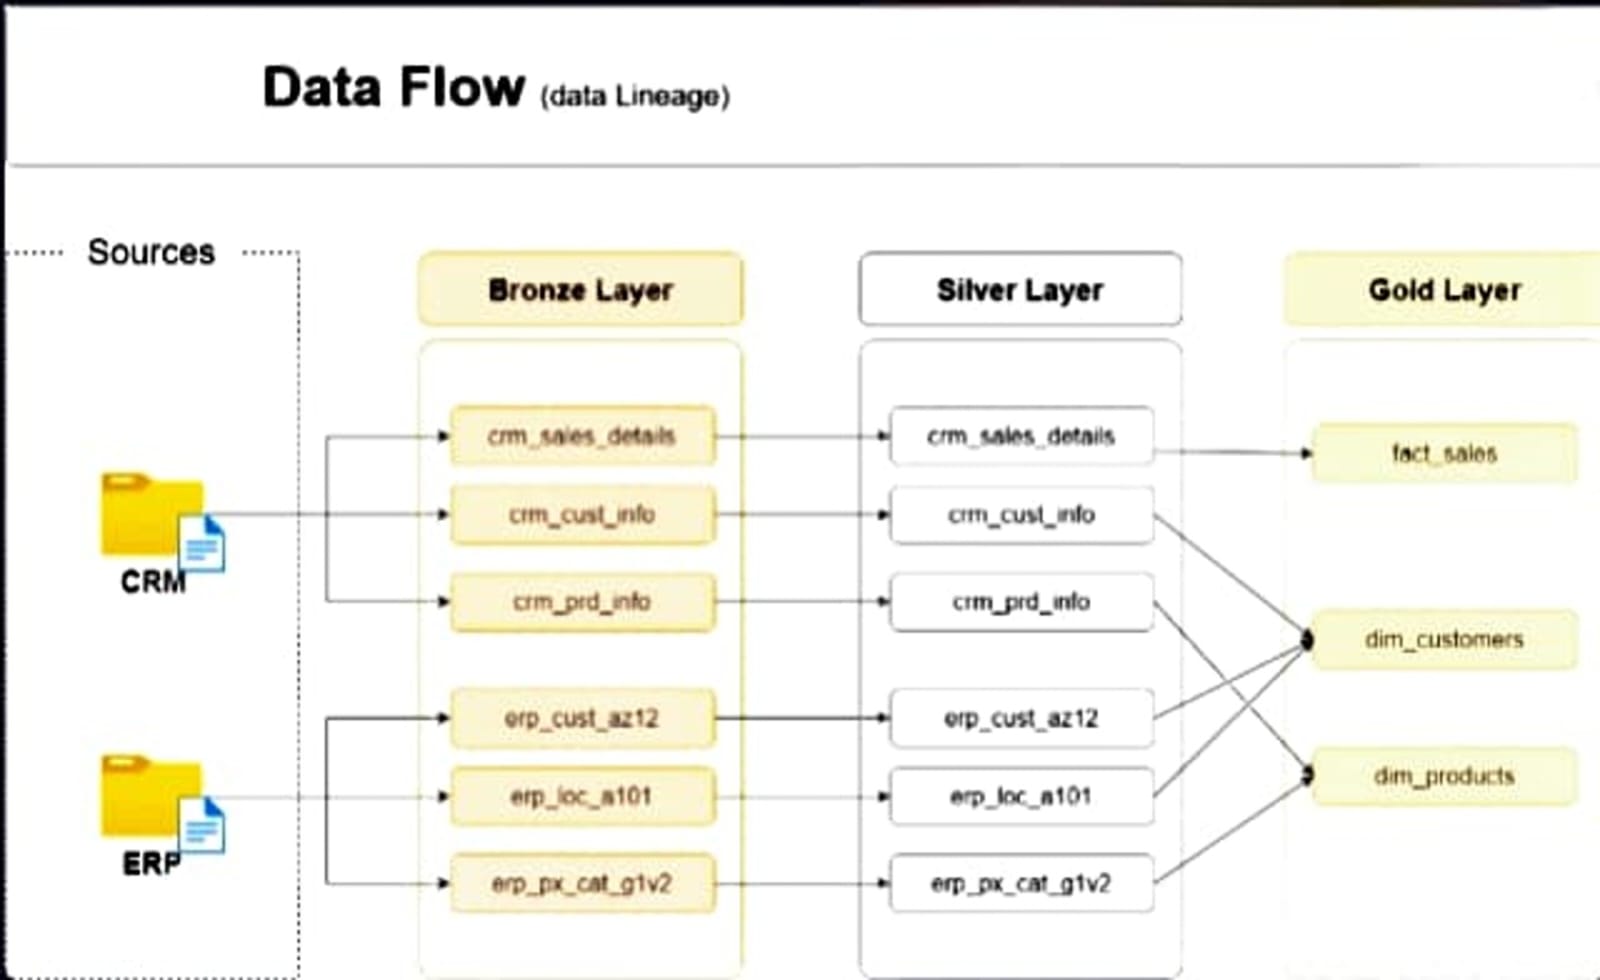 Data Flow (data Lineage)
Sources
Bronze Layer
Silver Layer
Gold Layer
crm_sales_details
crm_sales_details
fact_sales
crm_cust_info
crm_cust_info
CRM
crm_prd_info
crm_prd_info
dim_customers
erp_cust_az12
erp_cust_az12
erp_loc_a101
erp_loc_a101
dim_products
ERP
erp_px_cat_g1v2
erp_px_cat_g1v2